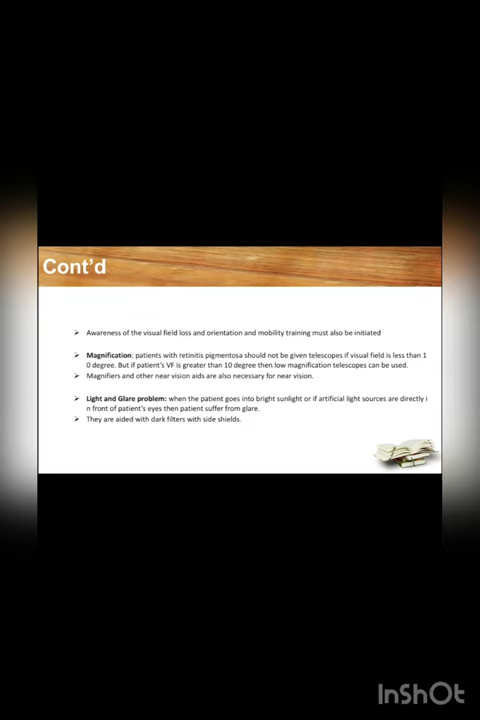 Cont'd
➢ Awareness of the visual field loss and orientation and mobility training must also be initiated
➢ Magnification: patients with retinitis pigmentosa should not be given telescopes if visual field is less than 1
0 degree. But if patient's VF is greater than 10 degree then low magnification telescopes can be used.
➢ Magnifiers and other near vision aids are also necessary for near vision.
➢ Light and Glare problem: when the patient goes into bright sunlight or if artificial light sources are directly i
n front of patient's eyes then patient suffer from glare.
➢ They are aided with dark filters with side shields.
InShOt